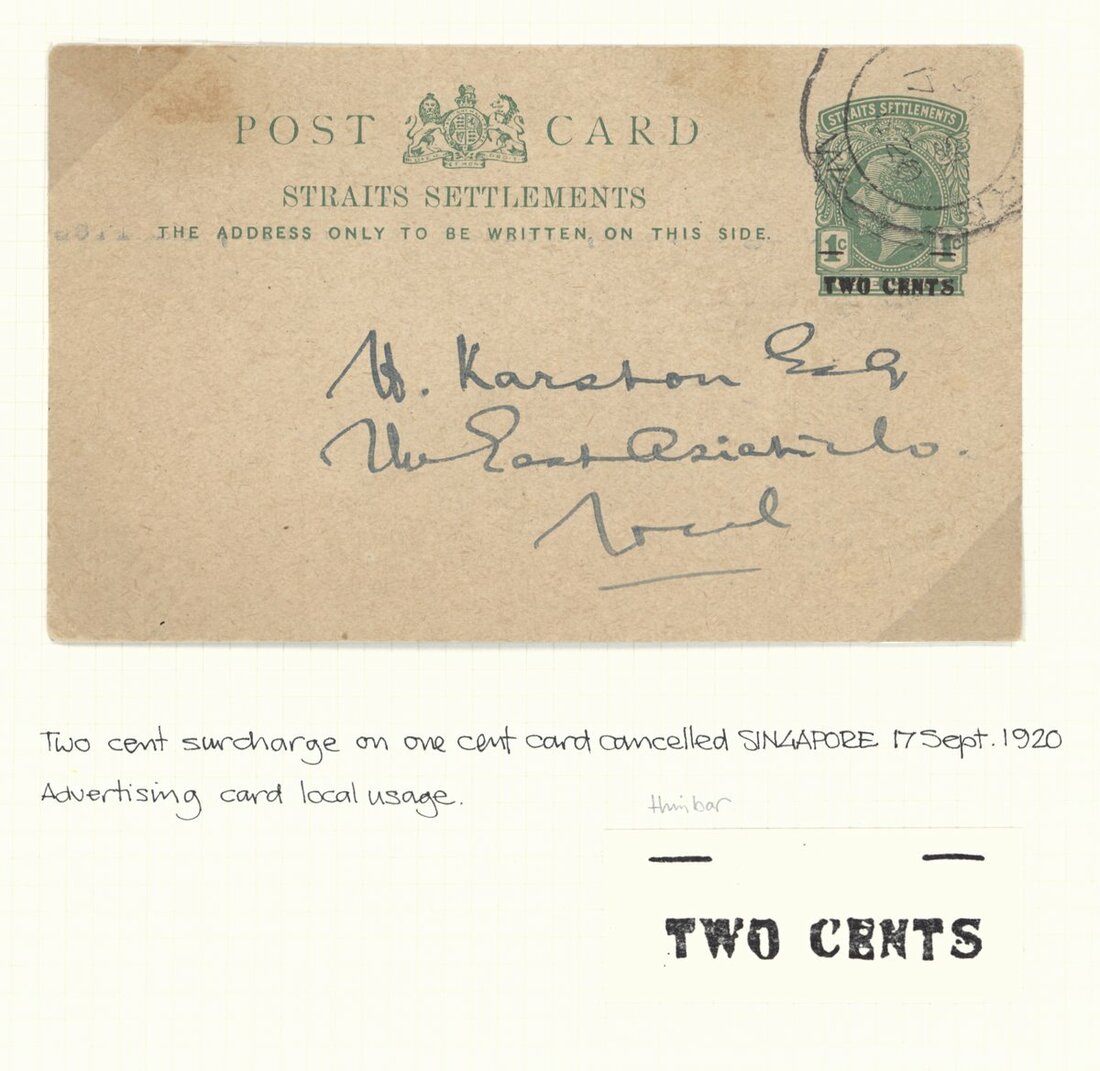 POST CARD
STRAITS SETTLEMENTS
THE ADDRESS ONLY TO BE WRITTEN ON THIS SIDE.
STRAITS SETTLEMENTS
1c 1c
TWO CENTS
H. Karston Esq
The East Asiatic Co.
Local
Two cent surcharge on one cent card cancelled SINGAPORE 17 Sept. 1920
Advertising card local usage.
thin bar
TWO CENTS